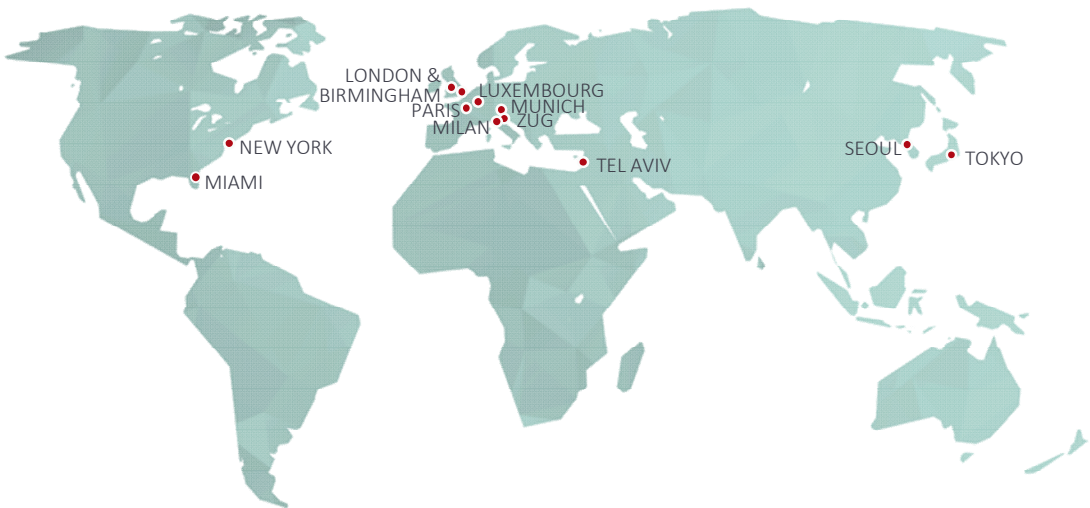 LONDON &
BIRMINGHAM
LUXEMBOURG
PARIS
MUNICH
MILAN
ZUG
NEW YORK
SEOUL
TOKYO
TEL AVIV
MIAMI